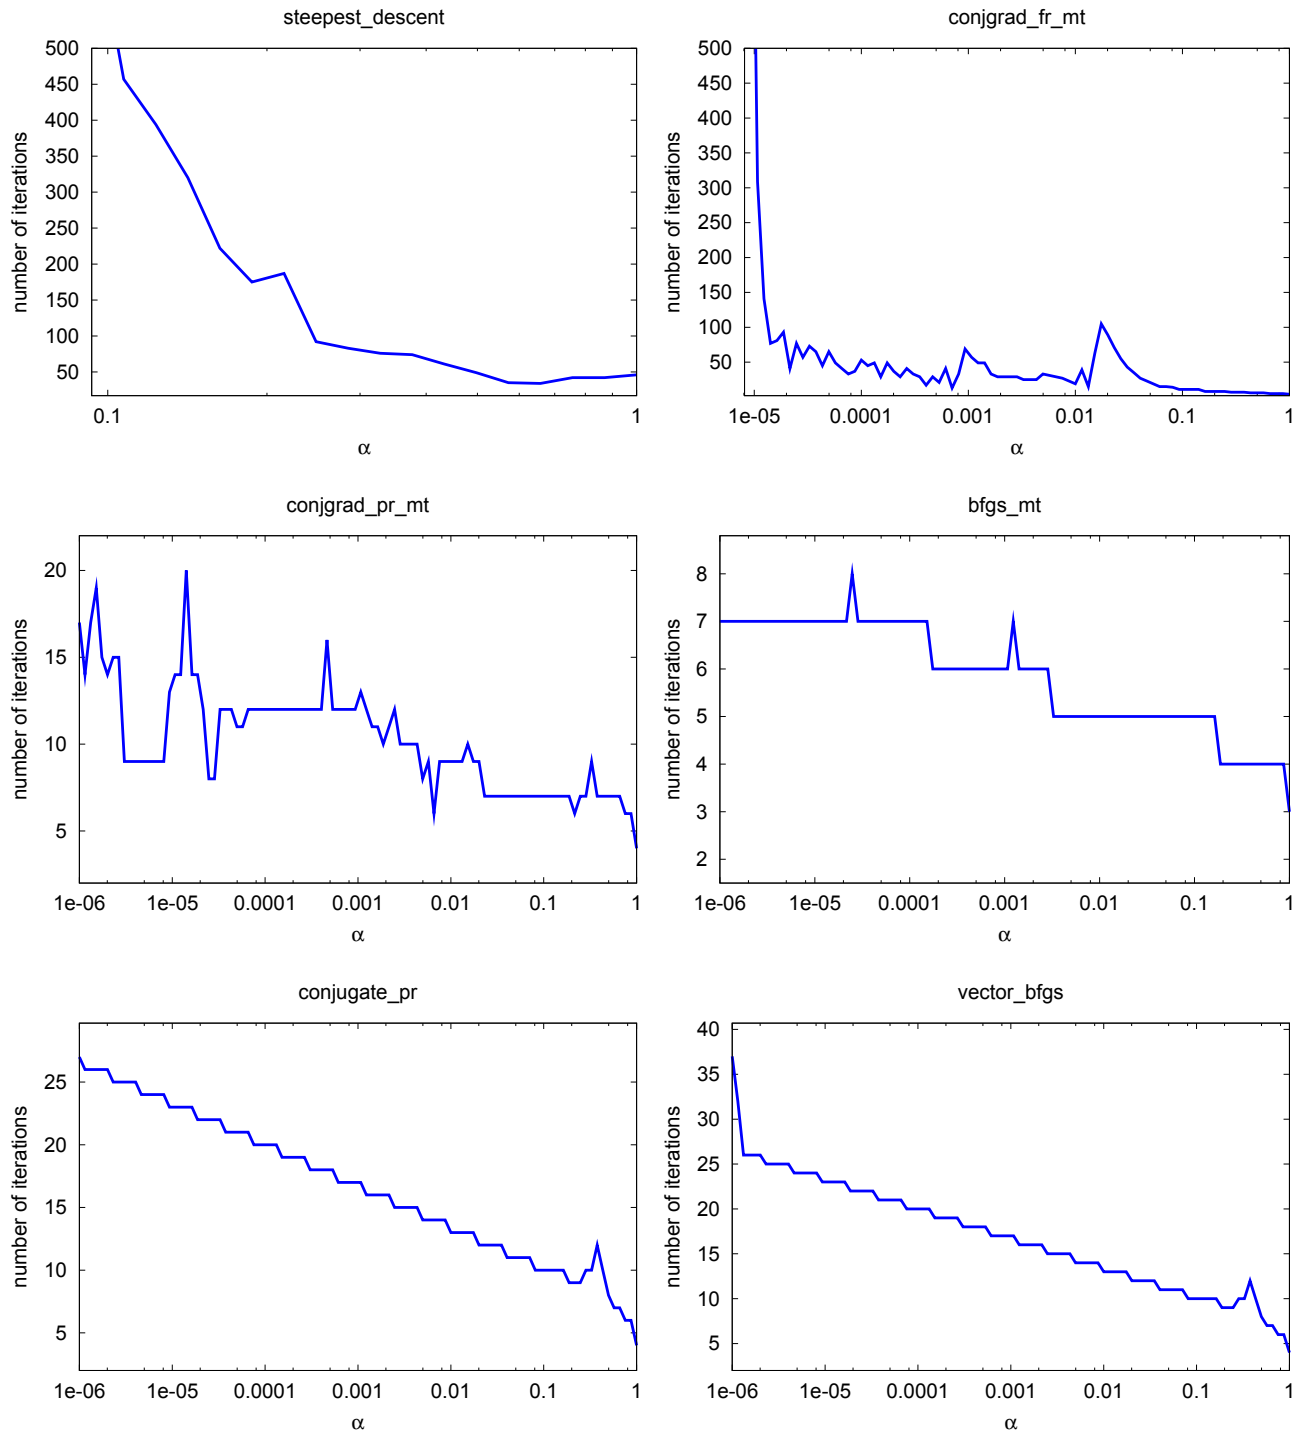 steepest_descent
500
450
400
350
300
250
200
150
100
50
number of iterations
0.1
1
α
conjgrad_fr_mt
500
450
400
350
300
250
200
150
100
50
number of iterations
1e-05
0.0001
0.001
0.01
0.1
1
α
conjgrad_pr_mt
20
15
10
5
number of iterations
1e-06
1e-05
0.0001
0.001
0.01
0.1
1
α
bfgs_mt
8
7
6
5
4
3
2
number of iterations
1e-06
1e-05
0.0001
0.001
0.01
0.1
1
α
conjugate_pr
25
20
15
10
5
number of iterations
1e-06
1e-05
0.0001
0.001
0.01
0.1
1
α
vector_bfgs
40
35
30
25
20
15
10
5
number of iterations
1e-06
1e-05
0.0001
0.001
0.01
0.1
1
α